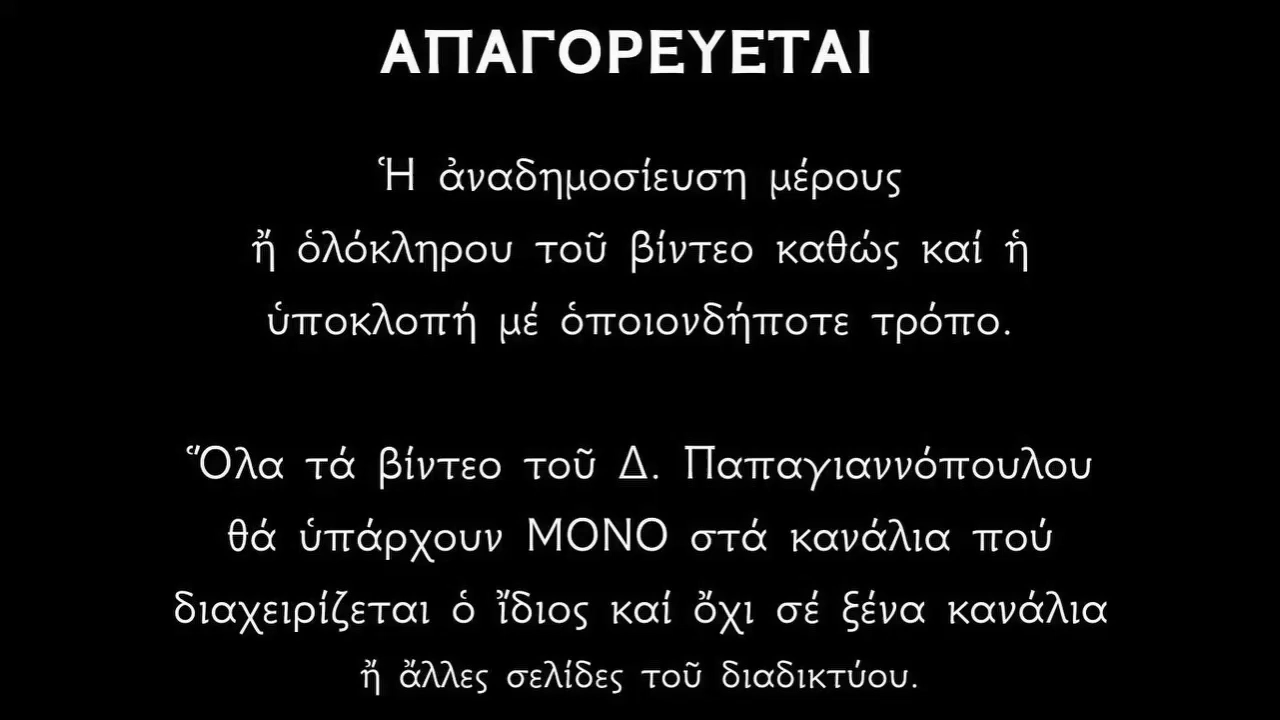 ΑΠΑΓΟΡΕΥΕΤΑΙ
Ἡ ἀναδημοσίευση μέρους
ἤ ὁλόκληρου τοῦ βίντεο καθώς καί ἡ
ὑποκλοπή μέ ὁποιονδήποτε τρόπο.
Ὅλα τά βίντεο τοῦ Δ. Παπαγιαννόπουλου
θά ὑπάρχουν ΜΟΝΟ στά κανάλια πού
διαχειρίζεται ὁ ἴδιος καί ὄχι σέ ξένα κανάλια
ἤ ἄλλες σελίδες τοῦ διαδικτύου.